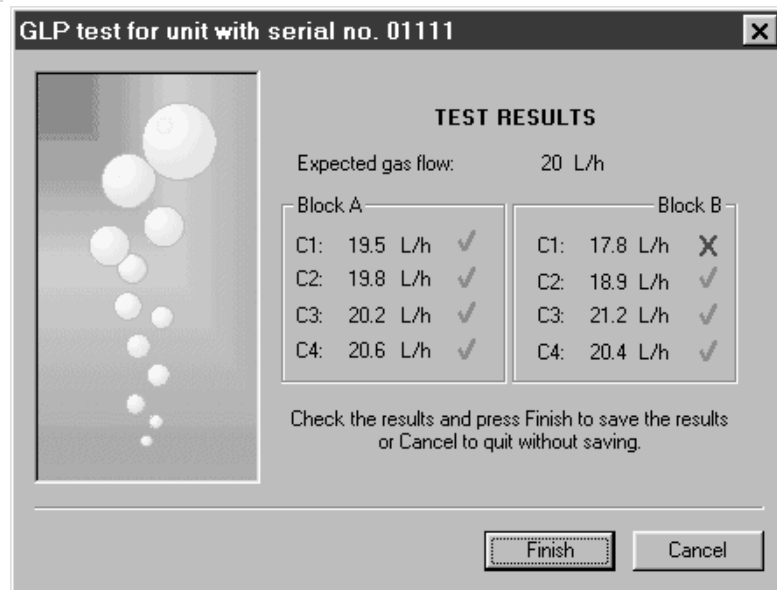 GLP test for unit with serial no. 01111
TEST RESULTS
Expected gas flow: 20 L/h
Block A
C1: 19.5 L/h ✓
C2: 19.8 L/h ✓
C3: 20.2 L/h ✓
C4: 20.6 L/h ✓
Block B
C1: 17.8 L/h X
C2: 18.9 L/h ✓
C3: 21.2 L/h ✓
C4: 20.4 L/h ✓
Check the results and press Finish to save the results
or Cancel to quit without saving.
Finish
Cancel